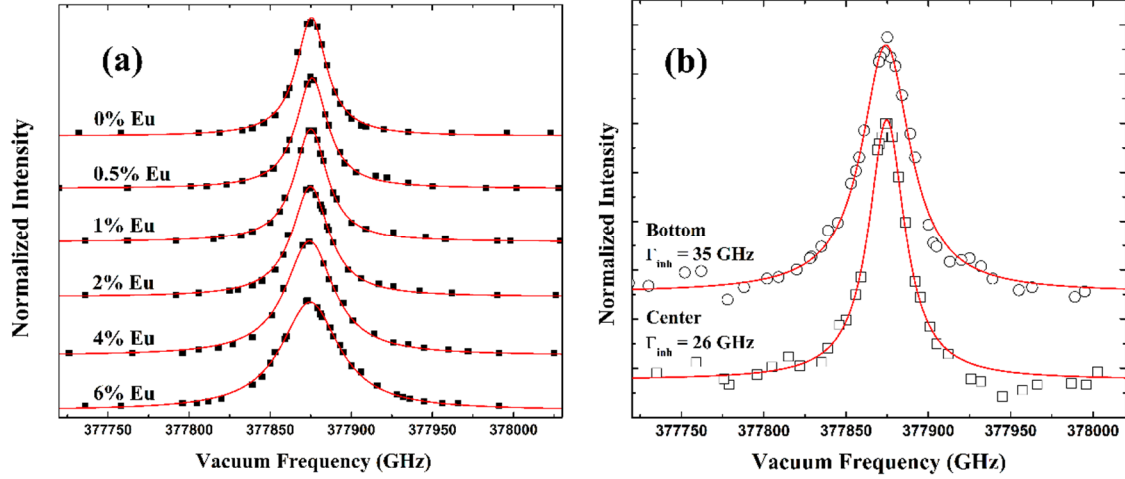 (a)
0% Eu
0.5% Eu
1% Eu
2% Eu
4% Eu
6% Eu
Normalized Intensity
377750 377800 377850 377900 377950 378000
Vacuum Frequency (GHz)
(b)
Bottom
Γinh = 35 GHz
Center
Γinh = 26 GHz
Normalized Intensity
377750 377800 377850 377900 377950 378000
Vacuum Frequency (GHz)